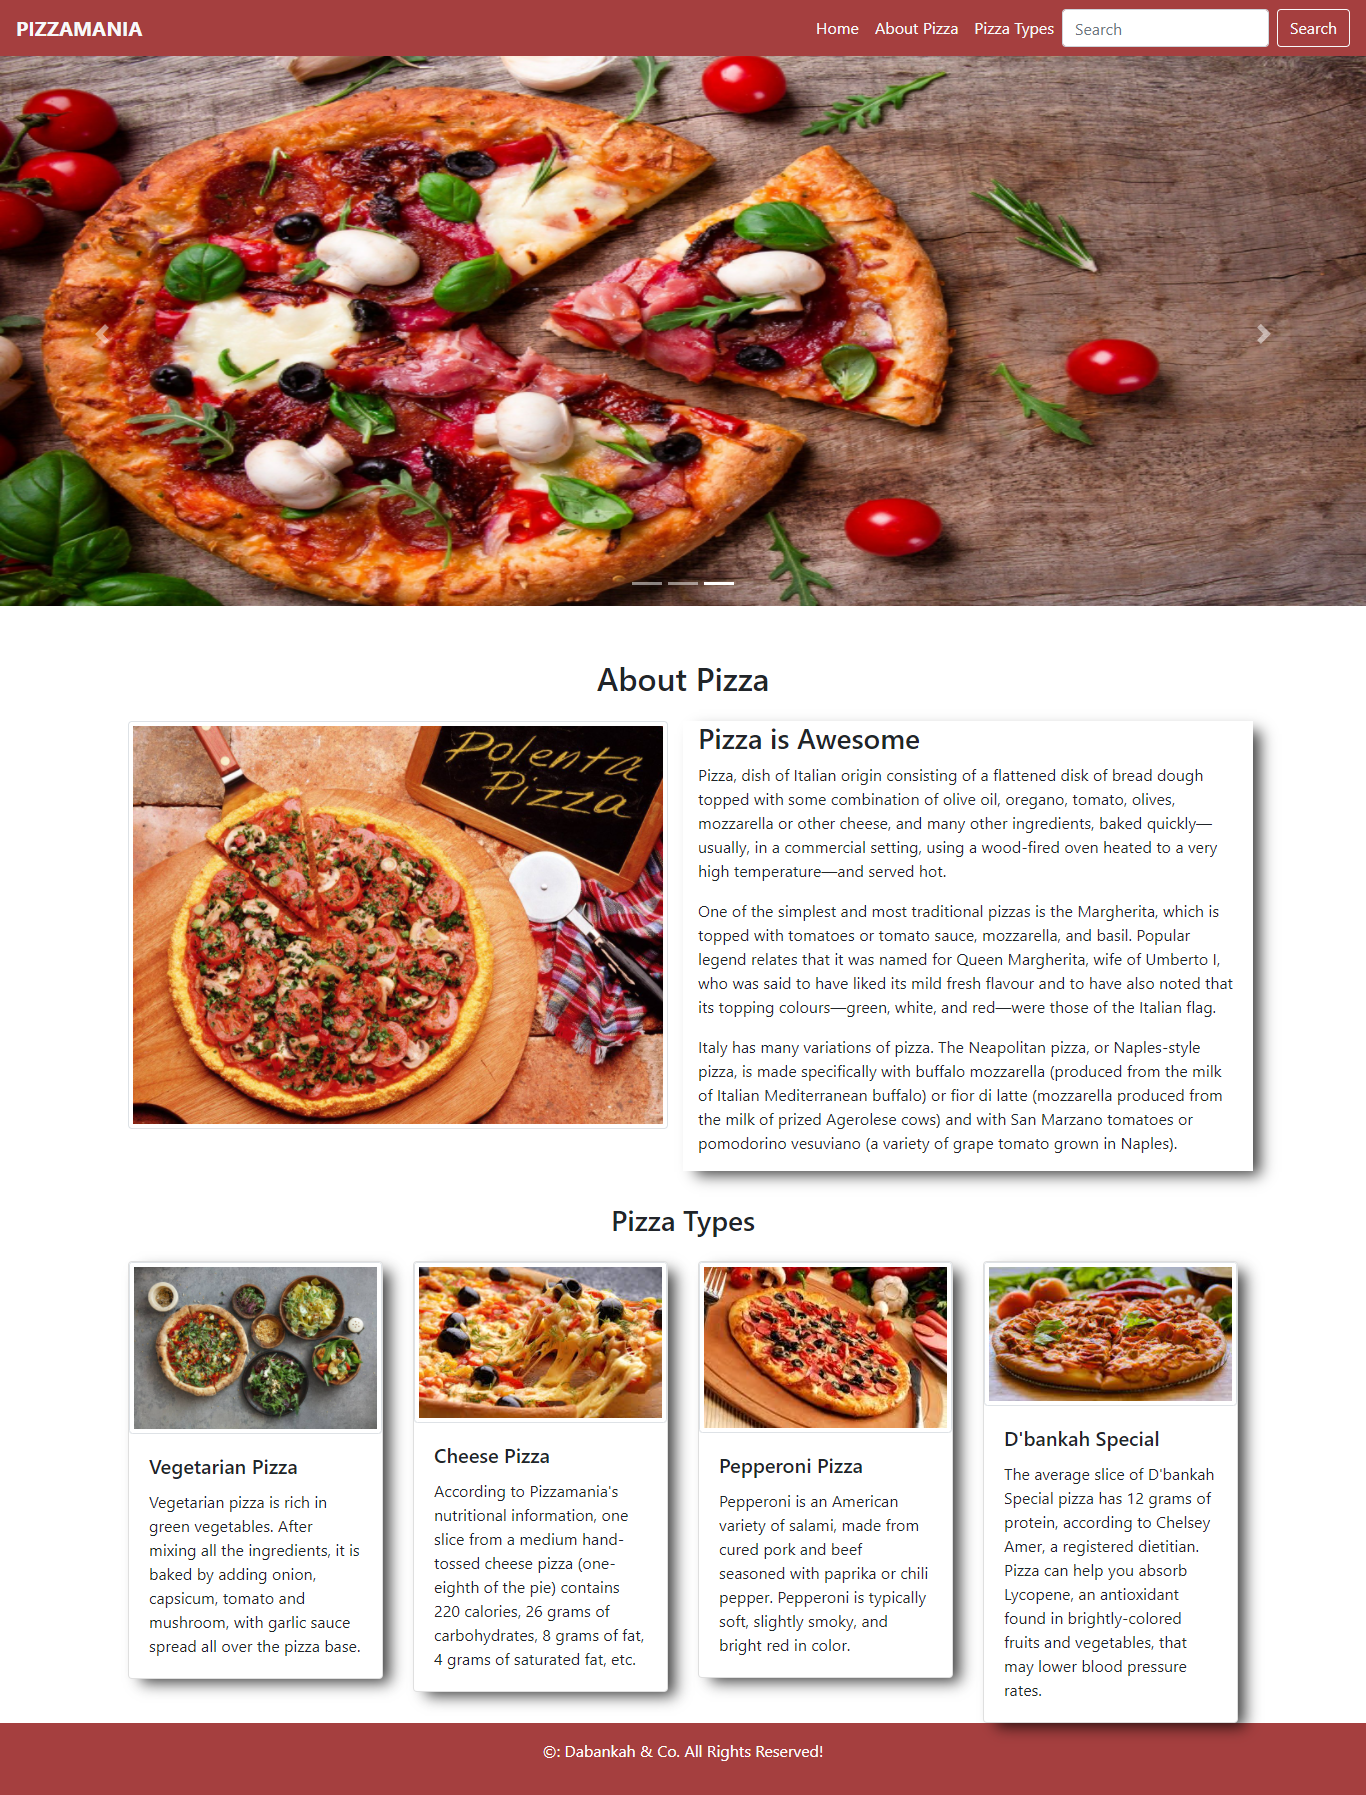 PIZZAMANIA
Home About Pizza Pizza Types Search Search
About Pizza
Polenta
Pizza
Pizza is Awesome
Pizza, dish of Italian origin consisting of a flattened disk of bread dough
topped with some combination of olive oil, oregano, tomato, olives,
mozzarella or other cheese, and many other ingredients, baked quickly—
usually, in a commercial setting, using a wood-fired oven heated to a very
high temperature—and served hot.
One of the simplest and most traditional pizzas is the Margherita, which is
topped with tomatoes or tomato sauce, mozzarella, and basil. Popular
legend relates that it was named for Queen Margherita, wife of Umberto I,
who was said to have liked its mild fresh flavour and to have also noted that
its topping colours—green, white, and red—were those of the Italian flag.
Italy has many variations of pizza. The Neapolitan pizza, or Naples-style
pizza, is made specifically with buffalo mozzarella (produced from the milk
of Italian Mediterranean buffalo) or fior di latte (mozzarella produced from
the milk of prized Agerolese cows) and with San Marzano tomatoes or
pomodorino vesuviano (a variety of grape tomato grown in Naples).
Pizza Types
Vegetarian Pizza
Vegetarian pizza is rich in
green vegetables. After
mixing all the ingredients, it is
baked by adding onion,
capsicum, tomato and
mushroom, with garlic sauce
spread all over the pizza base.
Cheese Pizza
According to Pizzamania's
nutritional information, one
slice from a medium hand-
tossed cheese pizza (one-
eighth of the pie) contains
220 calories, 26 grams of
carbohydrates, 8 grams of fat,
4 grams of saturated fat, etc.
Pepperoni Pizza
Pepperoni is an American
variety of salami, made from
cured pork and beef
seasoned with paprika or chili
pepper. Pepperoni is typically
soft, slightly smoky, and
bright red in color.
D'bankah Special
The average slice of D'bankah
Special pizza has 12 grams of
protein, according to Chelsey
Amer, a registered dietitian.
Pizza can help you absorb
Lycopene, an antioxidant
found in brightly-colored
fruits and vegetables, that
may lower blood pressure
rates.
©: Dabankah & Co. All Rights Reserved!